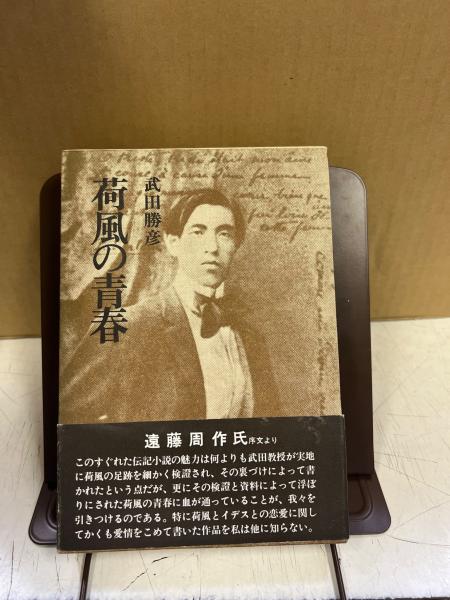 荷風の青春
武田勝彦
遠藤周作氏序文より
このすぐれた伝記小説の魅力は何よりも武田教授が実地
に荷風の足跡を細かく検證され、その裏づけによって書
かれたという点だが、更にその検證と資料によって浮ぼ
りにされた荷風の青春に血が通っていることが、我々を
引きつけるのである。特に荷風とイデスとの恋愛に関し
てかくも愛情をこめて書いた作品を私は他に知らない。